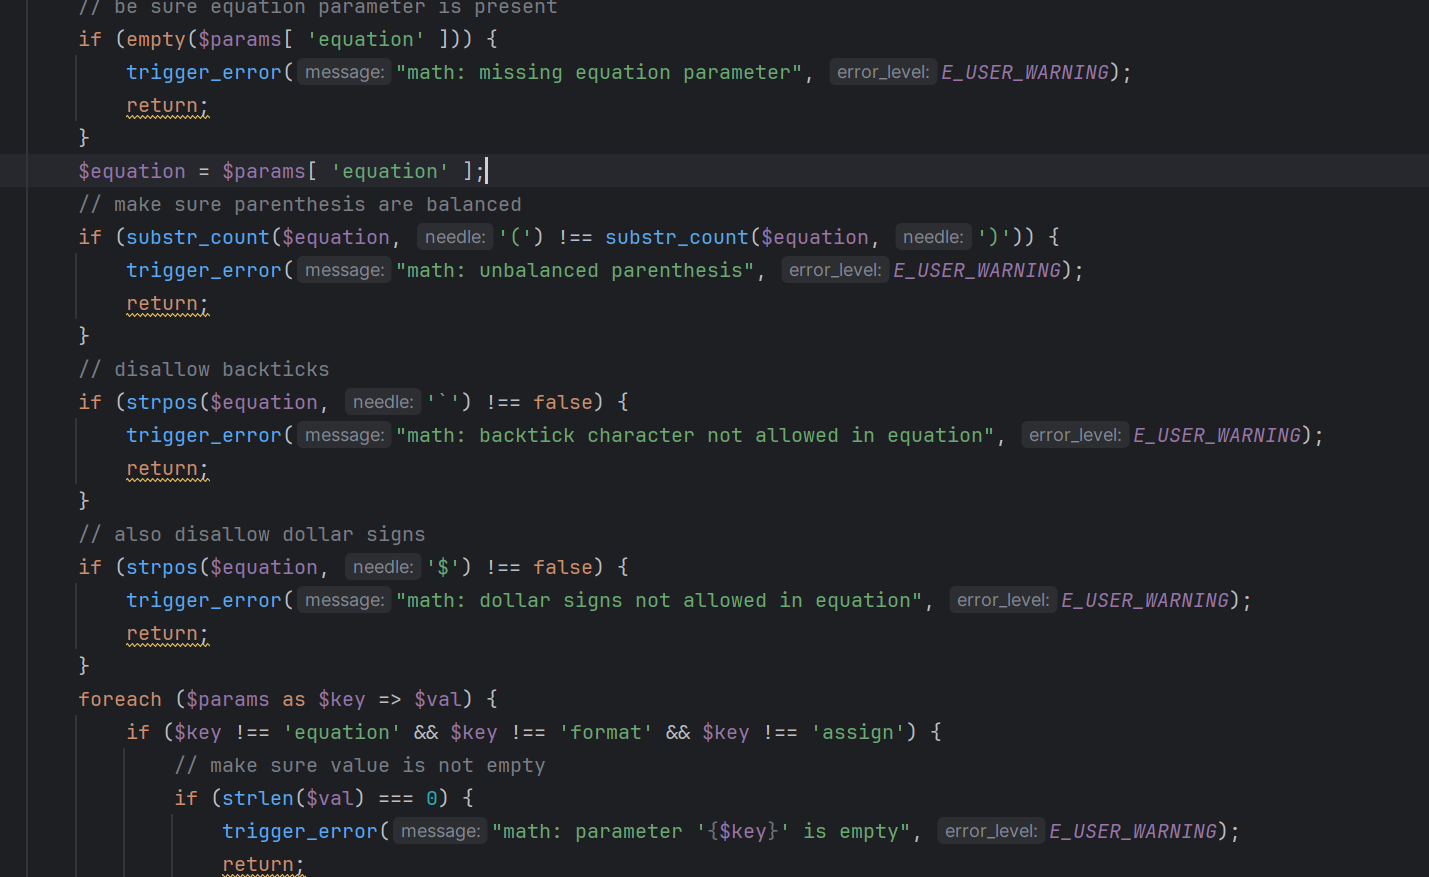 // be sure equation parameter is present
if (empty($params[ 'equation' ])) {
trigger_error( message: "math: missing equation parameter", error_level: E_USER_WARNING);
return;
}
$equation = $params[ 'equation' ];
// make sure parenthesis are balanced
if (substr_count($equation, needle: '(') !== substr_count($equation, needle: ')')) {
trigger_error( message: "math: unbalanced parenthesis", error_level: E_USER_WARNING);
return;
}
// disallow backticks
if (strpos($equation, needle: '`') !== false) {
trigger_error( message: "math: backtick character not allowed in equation", error_level: E_USER_WARNING);
return;
}
// also disallow dollar signs
if (strpos($equation, needle: '$') !== false) {
trigger_error( message: "math: dollar signs not allowed in equation", error_level: E_USER_WARNING);
return;
}
foreach ($params as $key => $val) {
if ($key !== 'equation' && $key !== 'format' && $key !== 'assign') {
// make sure value is not empty
if (strlen($val) === 0) {
trigger_error( message: "math: parameter '{$key}' is empty", error_level: E_USER_WARNING);
return;